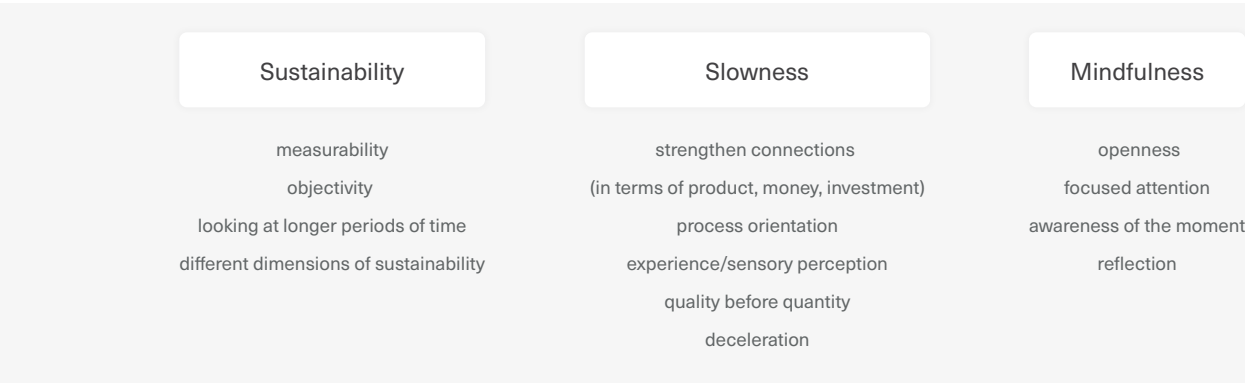 Sustainability
measurability
objectivity
looking at longer periods of time
different dimensions of sustainability
Slowness
strengthen connections
(in terms of product, money, investment)
process orientation
experience/sensory perception
quality before quantity
deceleration
Mindfulness
openness
focused attention
awareness of the moment
reflection